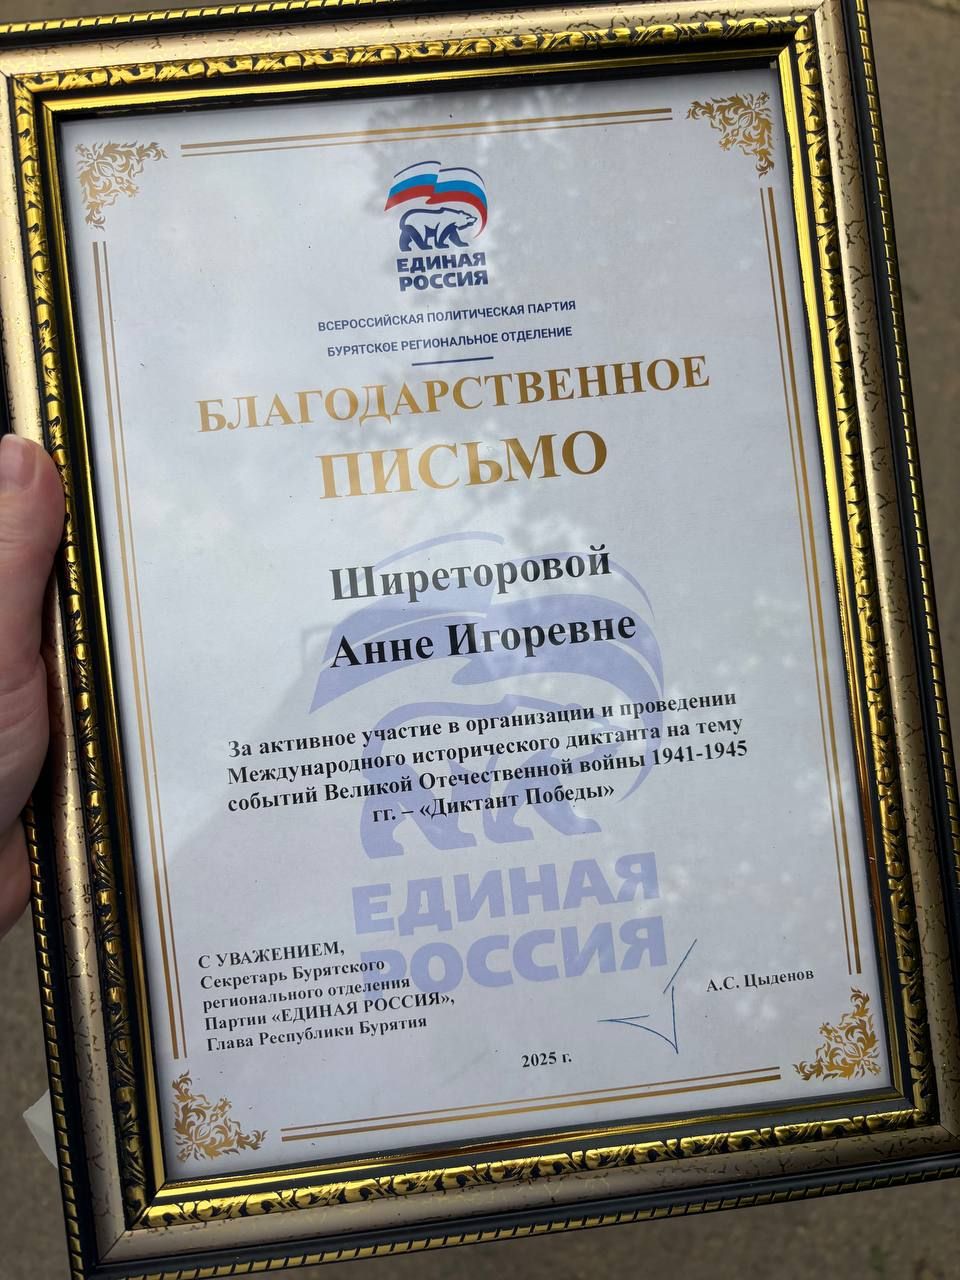 ЕДИНАЯ
РОССИЯ
ВСЕРОССИЙСКАЯ ПОЛИТИЧЕСКАЯ ПАРТИЯ
БУРЯТСКОЕ РЕГИОНАЛЬНОЕ ОТДЕЛЕНИЕ
БЛАГОДАРСТВЕННОЕ
ПИСЬМО
Ширеторовой
Анне Игоревне
За активное участие в организации и проведении
Международного исторического диктанта на тему
событий Великой Отечественной войны 1941-1945
гг. – «Диктант Победы»
ЕДИНАЯ
РОССИЯ
С УВАЖЕНИЕМ,
Секретарь Бурятского
регионального отделения
Партии «ЕДИНАЯ РОССИЯ»,
Глава Республики Бурятия
А.С. Цыденов
2025 г.